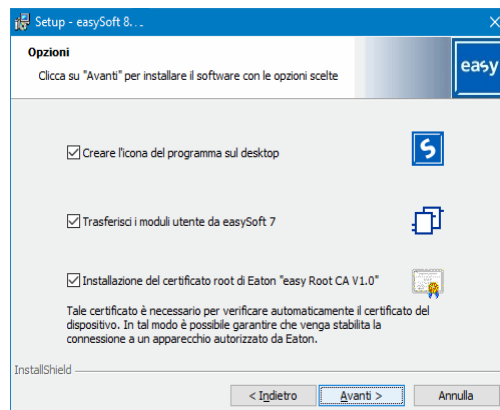 Setup - easySoft 8...
Opzioni
Clicca su "Avanti" per installare il software con le opzioni scelte
easy
Creare l'icona del programma sul desktop
S
Trasferisci i moduli utente da easySoft 7
Installazione del certificato root di Eaton "easy Root CA V1.0"
Tale certificato è necessario per verificare automaticamente il certificato del
dispositivo. In tal modo è possibile garantire che venga stabilita la
connessione a un apparecchio autorizzato da Eaton.
InstallShield
< Indietro Avanti > Annulla